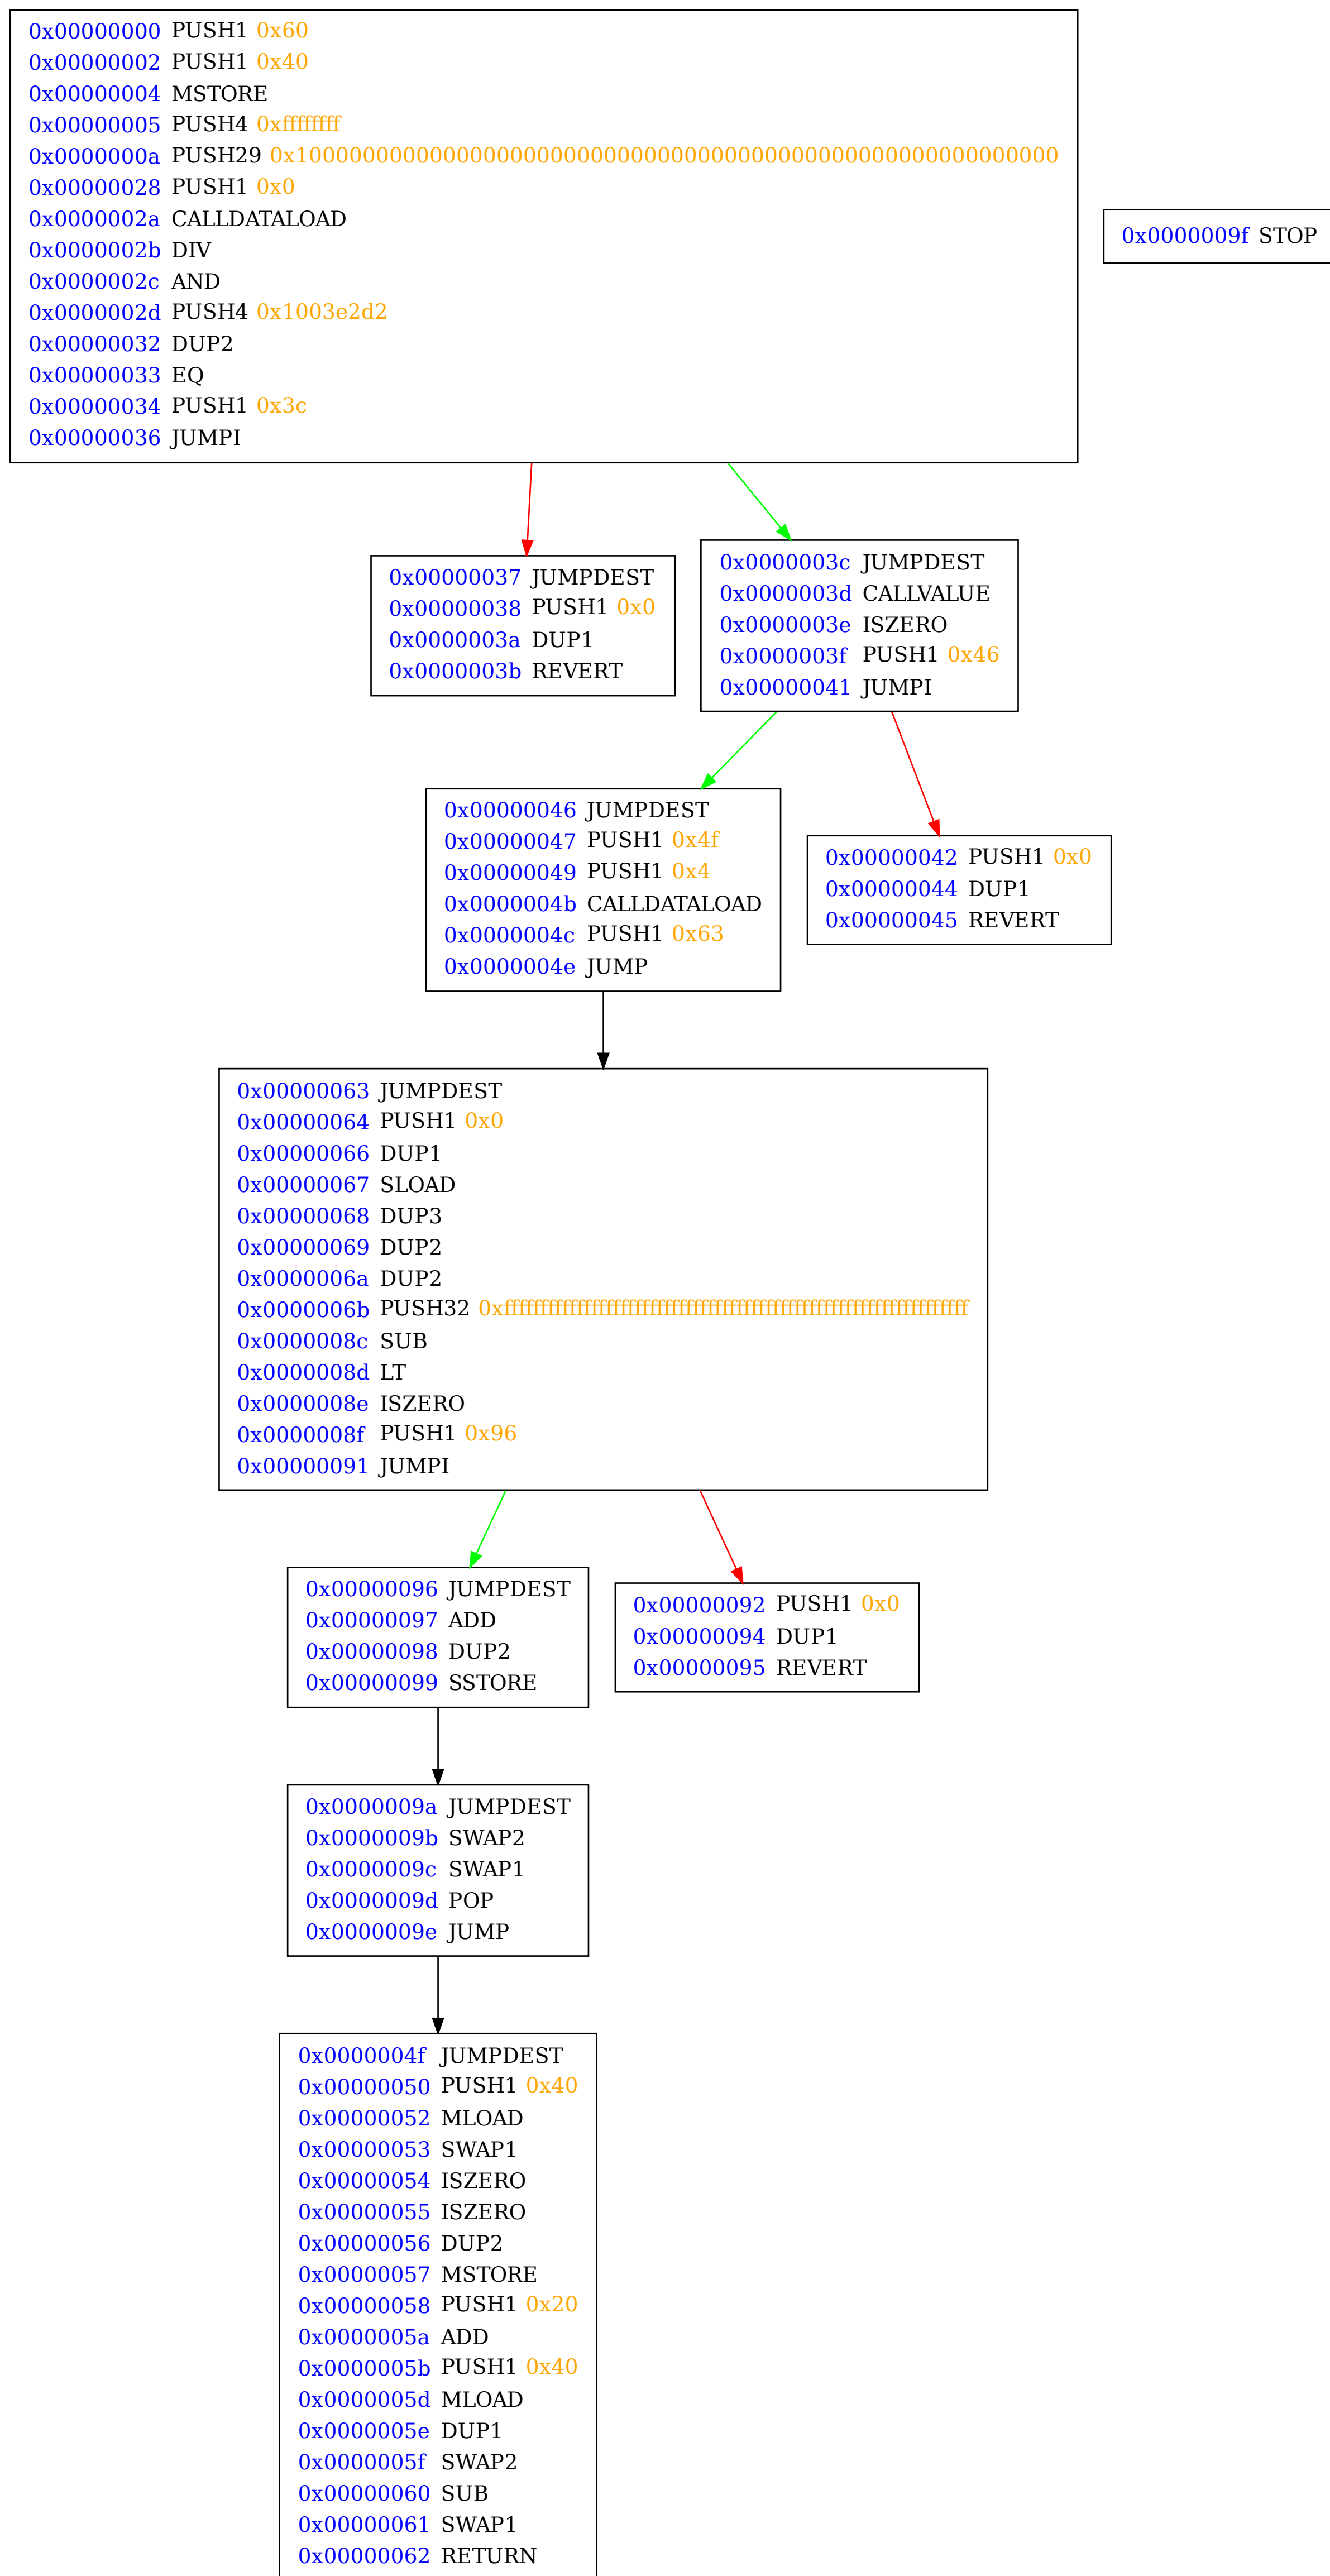 0x00000000 PUSH1 0x60
0x00000002 PUSH1 0x40
0x00000004 MSTORE
0x00000005 PUSH4 0xffffffff
0x0000000a PUSH29 0x100000000000000000000000000000000000000000000000000000000
0x00000028 PUSH1 0x0
0x0000002a CALLDATALOAD
0x0000002b DIV
0x0000002c AND
0x0000002d PUSH4 0x1003e2d2
0x00000032 DUP2
0x00000033 EQ
0x00000034 PUSH1 0x3c
0x00000036 JUMPI
0x0000009f STOP
0x00000037 JUMPDEST
0x00000038 PUSH1 0x0
0x0000003a DUP1
0x0000003b REVERT
0x0000003c JUMPDEST
0x0000003d CALLVALUE
0x0000003e ISZERO
0x0000003f PUSH1 0x46
0x00000041 JUMPI
0x00000046 JUMPDEST
0x00000047 PUSH1 0x4f
0x00000049 PUSH1 0x4
0x0000004b CALLDATALOAD
0x0000004c PUSH1 0x63
0x0000004e JUMP
0x00000042 PUSH1 0x0
0x00000044 DUP1
0x00000045 REVERT
0x00000063 JUMPDEST
0x00000064 PUSH1 0x0
0x00000066 DUP1
0x00000067 SLOAD
0x00000068 DUP3
0x00000069 DUP2
0x0000006a DUP2
0x0000006b PUSH32 0xffffffffffffffffffffffffffffffffffffffffffffffffffffffffffffffff
0x0000008c SUB
0x0000008d LT
0x0000008e ISZERO
0x0000008f PUSH1 0x96
0x00000091 JUMPI
0x00000096 JUMPDEST
0x00000097 ADD
0x00000098 DUP2
0x00000099 SSTORE
0x00000092 PUSH1 0x0
0x00000094 DUP1
0x00000095 REVERT
0x0000009a JUMPDEST
0x0000009b SWAP2
0x0000009c SWAP1
0x0000009d POP
0x0000009e JUMP
0x0000004f JUMPDEST
0x00000050 PUSH1 0x40
0x00000052 MLOAD
0x00000053 SWAP1
0x00000054 ISZERO
0x00000055 ISZERO
0x00000056 DUP2
0x00000057 MSTORE
0x00000058 PUSH1 0x20
0x0000005a ADD
0x0000005b PUSH1 0x40
0x0000005d MLOAD
0x0000005e DUP1
0x0000005f SWAP2
0x00000060 SUB
0x00000061 SWAP1
0x00000062 RETURN